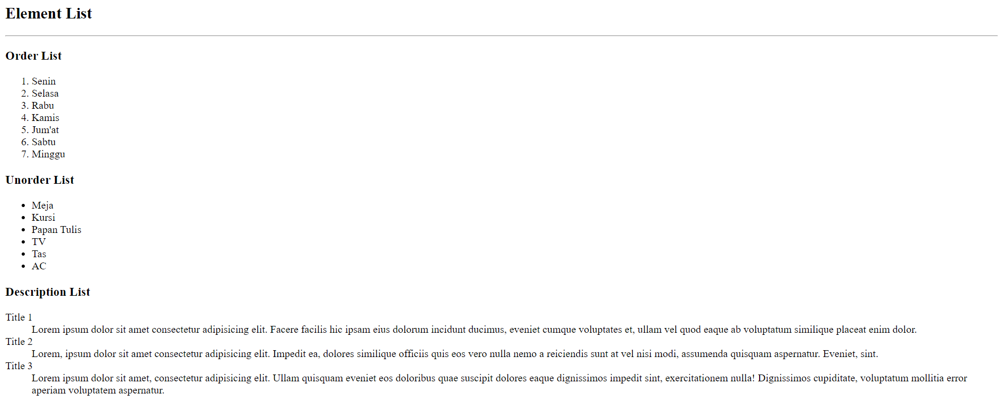 Element List
Order List
1. Senin
2. Selasa
3. Rabu
4. Kamis
5. Jum'at
6. Sabtu
7. Minggu
Unorder List
• Meja
• Kursi
• Papan Tulis
• TV
• Tas
• AC
Description List
Title 1
Lorem ipsum dolor sit amet consectetur adipisicing elit. Facere facilis hic ipsam eius dolorum incidunt ducimus, eveniet cumque voluptates et, ullam vel quod eaque ab voluptatum similique placeat enim dolor.
Title 2
Lorem, ipsum dolor sit amet consectetur adipisicing elit. Impedit ea, dolores similique officiis quis eos vero nulla nemo a reiciendis sunt at vel nisi modi, assumenda quisquam aspernatur. Eveniet, sint.
Title 3
Lorem ipsum dolor sit amet, consectetur adipisicing elit. Ullam quisquam eveniet eos doloribus quae suscipit dolores eaque dignissimos impedit sint, exercitationem nulla! Dignissimos cupiditate, voluptatum mollitia error
aperiam voluptatem aspernatur.